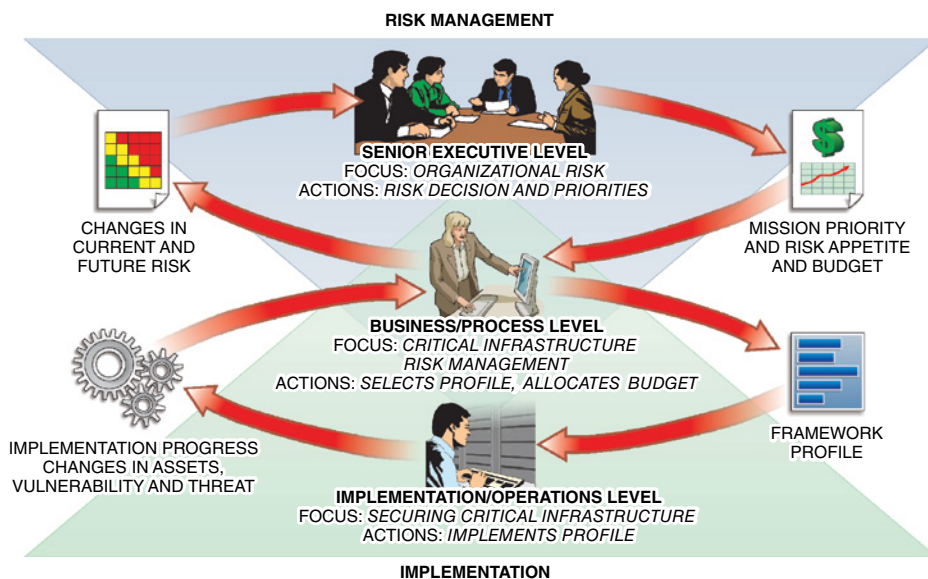 RISK MANAGEMENT
SENIOR EXECUTIVE LEVEL
FOCUS: ORGANIZATIONAL RISK
ACTIONS: RISK DECISION AND PRIORITIES
CHANGES IN
CURRENT AND
FUTURE RISK
$
MISSION PRIORITY
AND RISK APPETITE
AND BUDGET
BUSINESS/PROCESS LEVEL
FOCUS: CRITICAL INFRASTRUCTURE
RISK MANAGEMENT
ACTIONS: SELECTS PROFILE, ALLOCATES BUDGET
IMPLEMENTATION PROGRESS
CHANGES IN ASSETS,
VULNERABILITY AND THREAT
FRAMEWORK
PROFILE
IMPLEMENTATION/OPERATIONS LEVEL
FOCUS: SECURING CRITICAL INFRASTRUCTURE
ACTIONS: IMPLEMENTS PROFILE
IMPLEMENTATION